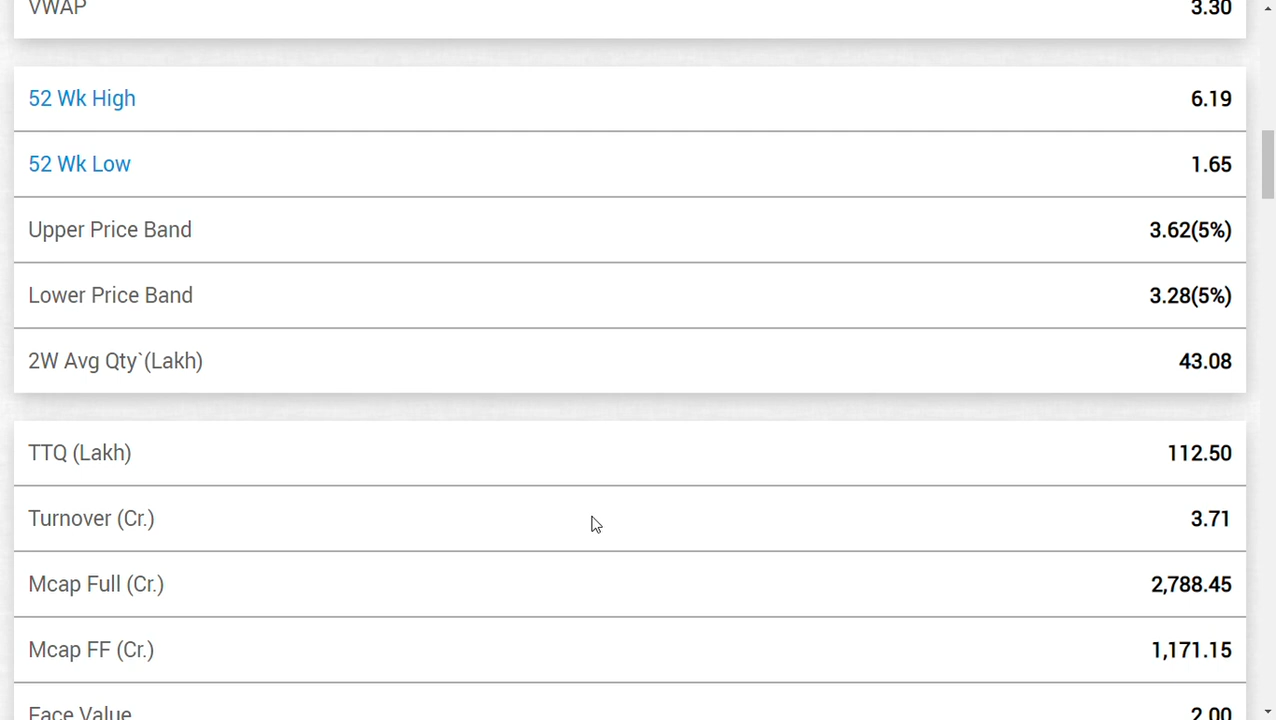 VWAP 3.30
52 Wk High 6.19
52 Wk Low 1.65
Upper Price Band 3.62(5%)
Lower Price Band 3.28(5%)
2W Avg Qty`(Lakh) 43.08
TTQ (Lakh) 112.50
Turnover (Cr.) 3.71
Mcap Full (Cr.) 2,788.45
Mcap FF (Cr.) 1,171.15
Face Value 2.00